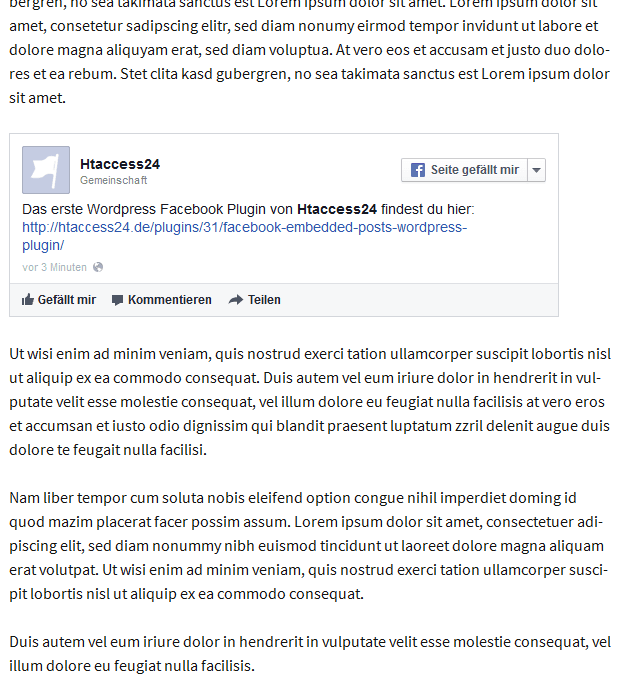 bergren, no sea takimata sanctus est Lorem ipsum dolor sit amet. Lorem ipsum dolor sit
amet, consetetur sadipscing elitr, sed diam nonumy eirmod tempor invidunt ut labore et
dolore magna aliquyam erat, sed diam voluptua. At vero eos et accusam et justo duo dolo-
res et ea rebum. Stet clita kasd gubergren, no sea takimata sanctus est Lorem ipsum dolor
sit amet.
Htaccess24
Gemeinschaft
Seite gefällt mir
Das erste Wordpress Facebook Plugin von Htaccess24 findest du hier:
http://htaccess24.de/plugins/31/facebook-embedded-posts-wordpress-
plugin/
vor 3 Minuten
Gefällt mir Kommentieren Teilen
Ut wisi enim ad minim veniam, quis nostrud exerci tation ullamcorper suscipit lobortis nisl
ut aliquip ex ea commodo consequat. Duis autem vel eum iriure dolor in hendrerit in vul-
putate velit esse molestie consequat, vel illum dolore eu feugiat nulla facilisis at vero eros
et accumsan et iusto odio dignissim qui blandit praesent luptatum zzril delenit augue duis
dolore te feugait nulla facilisi.
Nam liber tempor cum soluta nobis eleifend option congue nihil imperdiet doming id
quod mazim placerat facer possim assum. Lorem ipsum dolor sit amet, consectetuer adi-
piscing elit, sed diam nonummy nibh euismod tincidunt ut laoreet dolore magna aliquam
erat volutpat. Ut wisi enim ad minim veniam, quis nostrud exerci tation ullamcorper susci-
pit lobortis nisl ut aliquip ex ea commodo consequat.
Duis autem vel eum iriure dolor in hendrerit in vulputate velit esse molestie consequat, vel
illum dolore eu feugiat nulla facilisis.